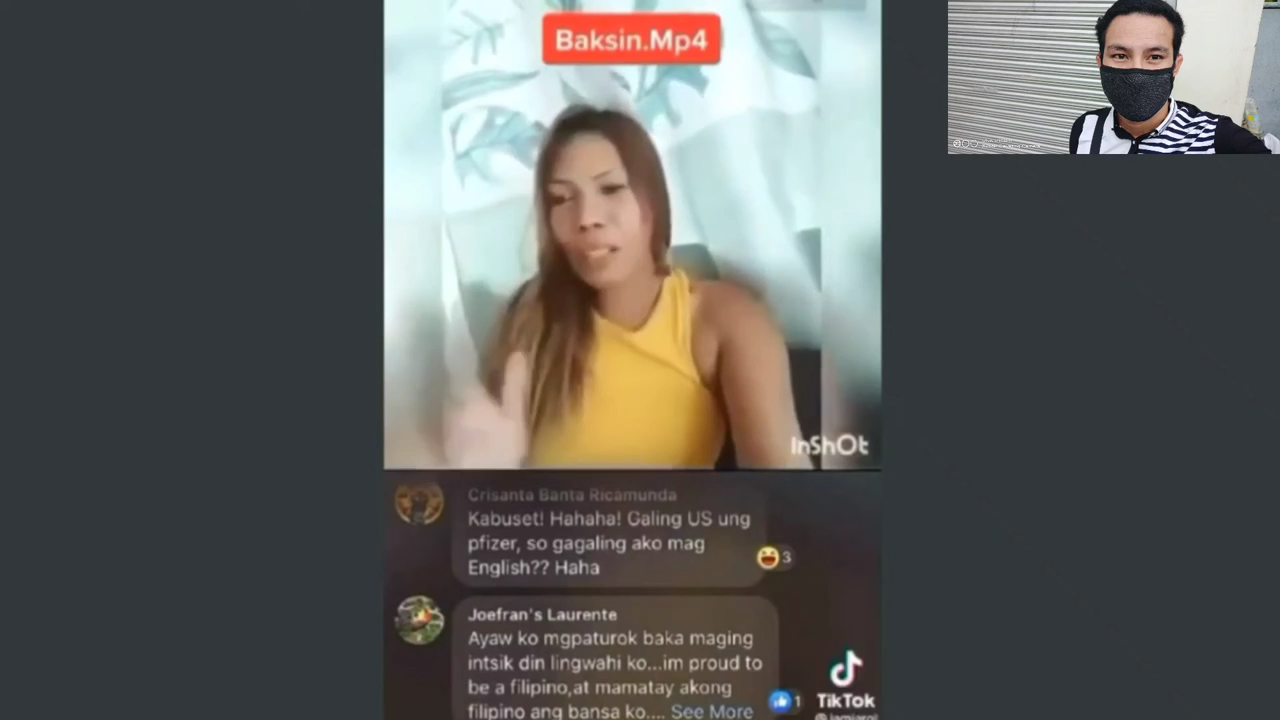 Baksin.Mp4
InShOt
Crisanta Banta Ricamunda
Kabuset! Hahaha! Galing US ung
pfizer, so gagaling ako mag
English?? Haha
3
Joefran's Laurente
Ayaw ko mgpaturok baka maging
intsik din lingwahi ko...im proud to
be a filipino,at mamatay akong
filipino ang bansa ko.... See More
1
TikTok